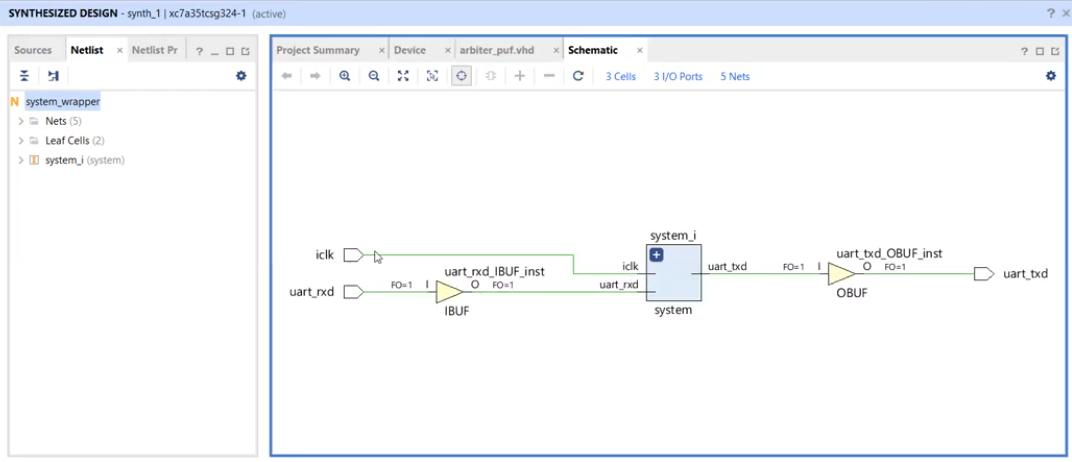 SYNTHESIZED DESIGN - synth_1 | xc7a35tcsg324-1 (active)
Sources Netlist Netlist Pr
Project Summary Device arbiter_puf.vhd Schematic
3 Cells 3 I/O Ports 5 Nets
N system_wrapper
Nets (5)
Leaf Cells (2)
system_i (system)
system_i
iclk
iclk
uart_txd
FO=1 I
uart_txd_OBUF_inst
O FO=1
uart_txd
OBUF
uart_rxd
FO=1 I
uart_rxd_IBUF_inst
O FO=1
IBUF
uart_rxd
system